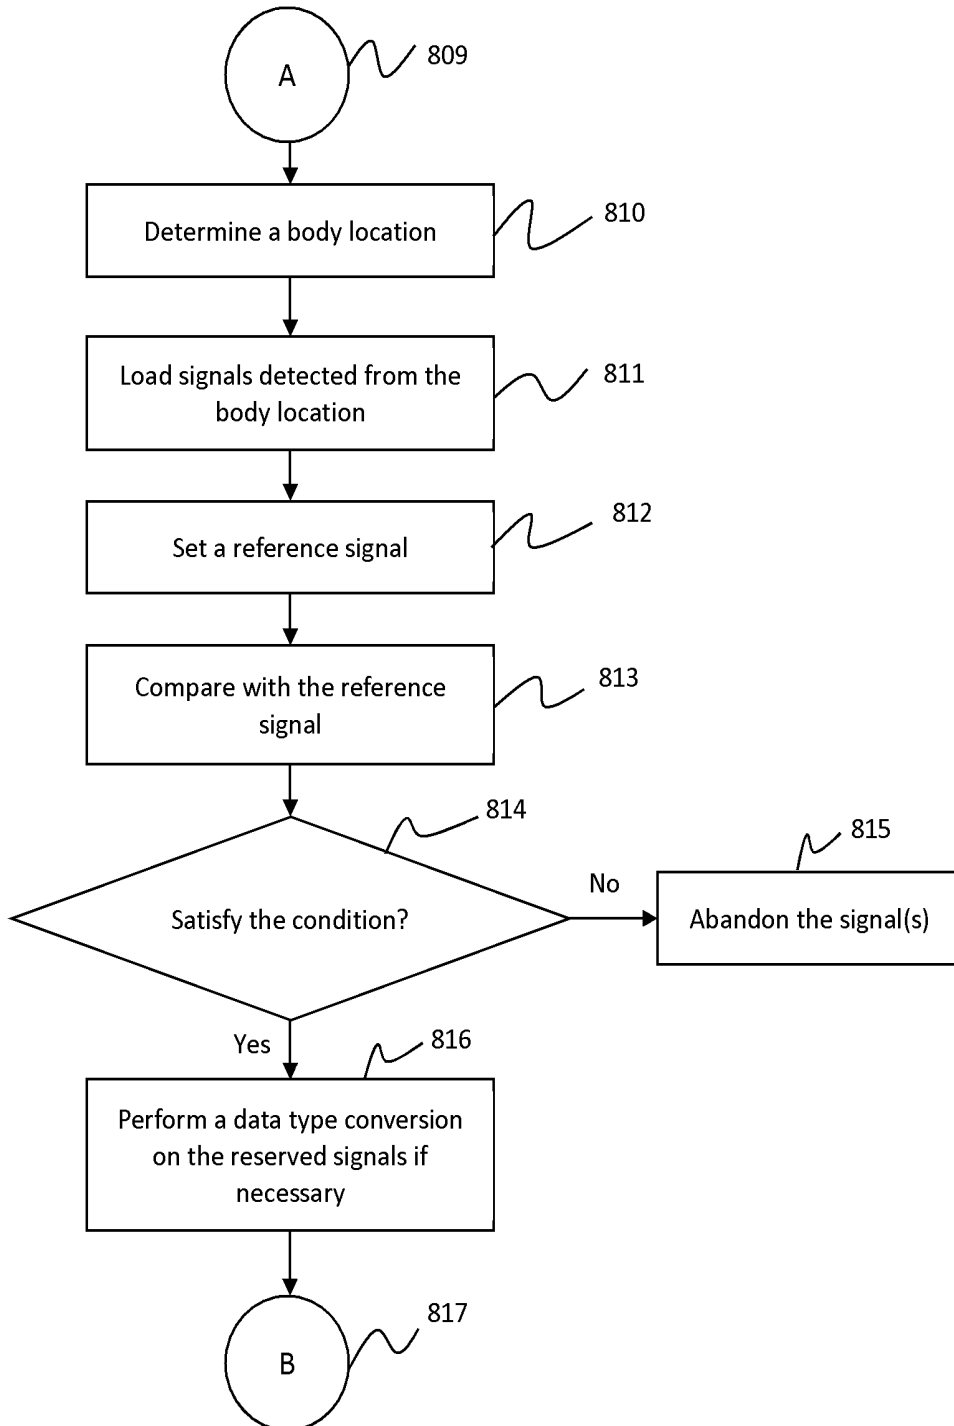 A
809
Determine a body location
810
Load signals detected from the
body location
811
Set a reference signal
812
Compare with the reference
signal
813
814
Satisfy the condition?
No
815
Abandon the signal(s)
Yes
816
Perform a data type conversion
on the reserved signals if
necessary
B
817